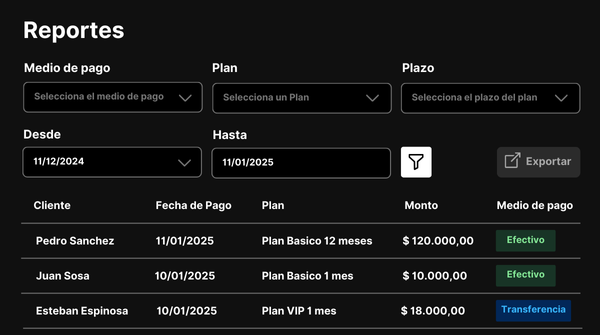 Reportes
Medio de pago Plan Plazo
Selecciona el medio de pago Selecciona un Plan Selecciona el plazo del plan
Desde Hasta
11/12/2024 11/01/2025 Exportar
Cliente Fecha de Pago Plan Monto Medio de pago
Pedro Sanchez 11/01/2025 Plan Basico 12 meses $ 120.000,00 Efectivo
Juan Sosa 10/01/2025 Plan Basico 1 mes $ 10.000,00 Efectivo
Esteban Espinosa 10/01/2025 Plan VIP 1 mes $ 18.000,00 Transferencia